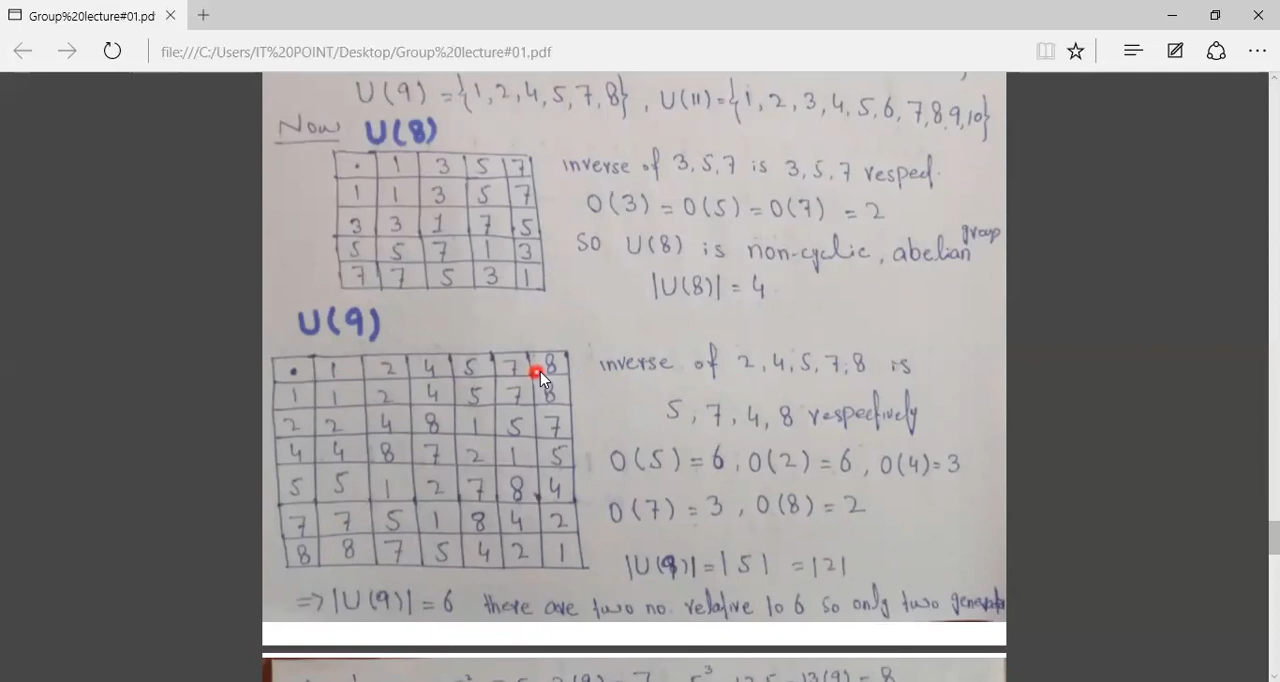 Group%20lecture#01.pd
file:///C:/Users/IT%20POINT/Desktop/Group%20lecture#01.pdf
U(9) = {1, 2, 4, 5, 7, 8} , U(11) = {1, 2, 3, 4, 5, 6, 7, 8, 9, 10}
Now U(8)
· 1 3 5 7
1 1 3 5 7
3 3 1 7 5
5 5 7 1 3
7 7 5 3 1
inverse of 3, 5, 7 is 3, 5, 7 respect.
O(3) = O(5) = O(7) = 2
so U(8) is non-cyclic, abelian group
|U(8)| = 4
U(9)
· 1 2 4 5 7 8
1 1 2 4 5 7 8
2 2 4 8 1 5 7
4 4 8 7 2 1 5
5 5 1 2 7 8 4
7 7 5 1 8 4 2
8 8 7 5 4 2 1
inverse of 2, 4, 5, 7, 8 is
5, 7, 4, 8 respectively
O(5) = 6, O(2) = 6, O(4) = 3
O(7) = 3, O(8) = 2
|U(9)| = |5| = |2|
=> |U(9)| = 6 there are two no. relative to 6 so only two